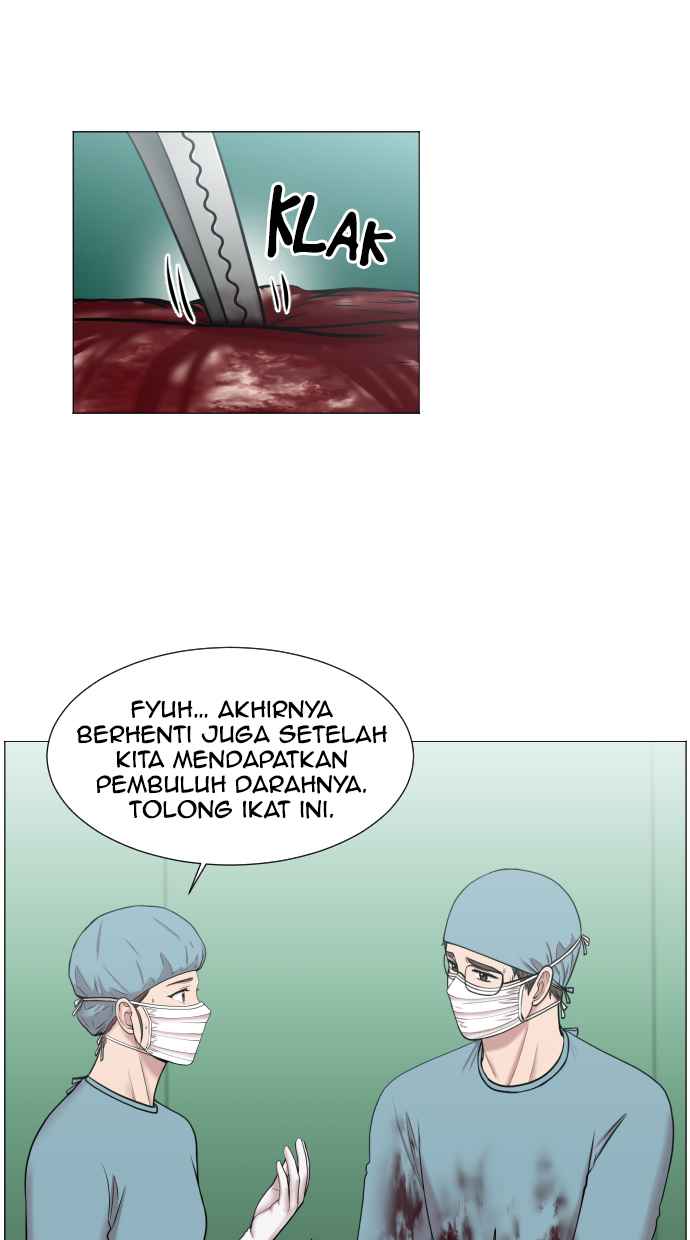 KLAK
FYUH... AKHIRNYA
BERHENTI JUGA SETELAH
KITA MENDAPATKAN
PEMBULUH DARAHNYA.
TOLONG IKAT INI.